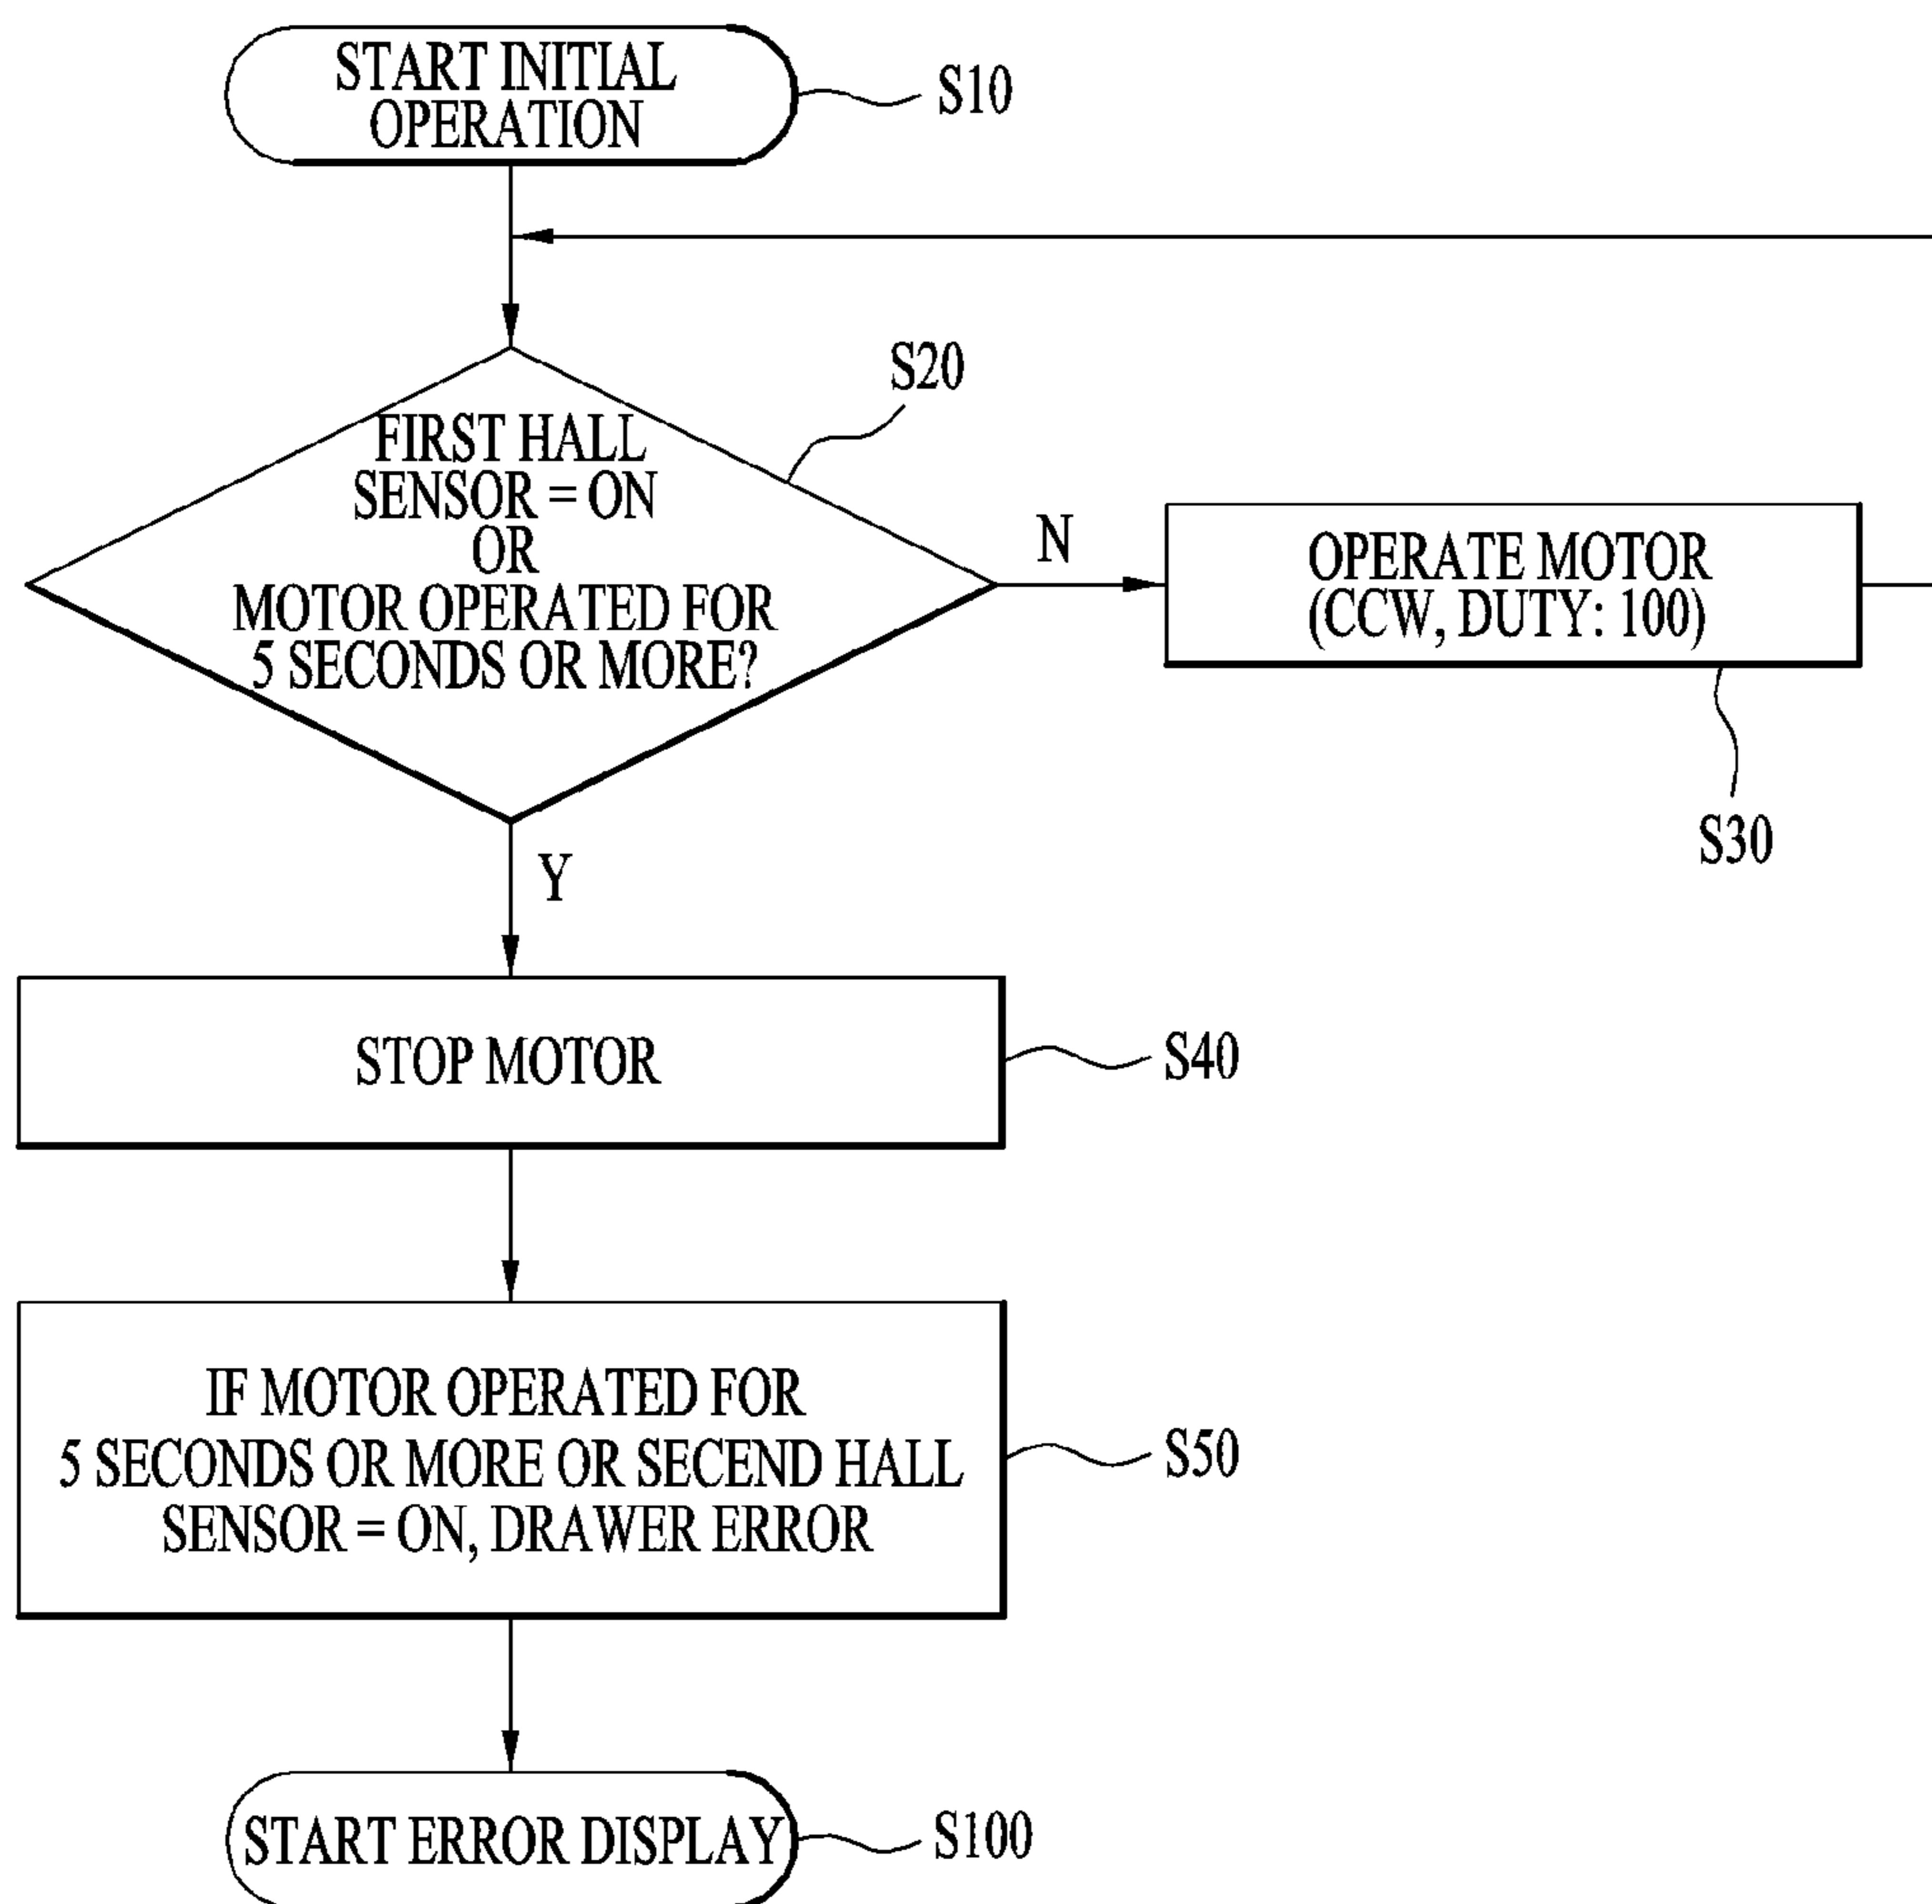 START INITIAL
OPERATION
S10
S20
FIRST HALL
SENSOR = ON
OR
MOTOR OPERATED FOR
5 SECONDS OR MORE?
N
OPERATE MOTOR
(CCW, DUTY: 100)
S30
Y
STOP MOTOR
S40
IF MOTOR OPERATED FOR
5 SECONDS OR MORE OR SECEND HALL
SENSOR = ON, DRAWER ERROR
S50
START ERROR DISPLAY
S100